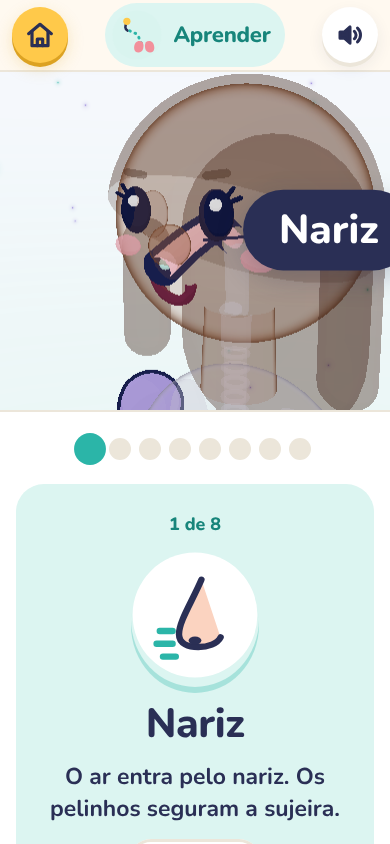 Aprender
Nariz
1 de 8
Nariz
O ar entra pelo nariz. Os
pelinhos seguram a sujeira.